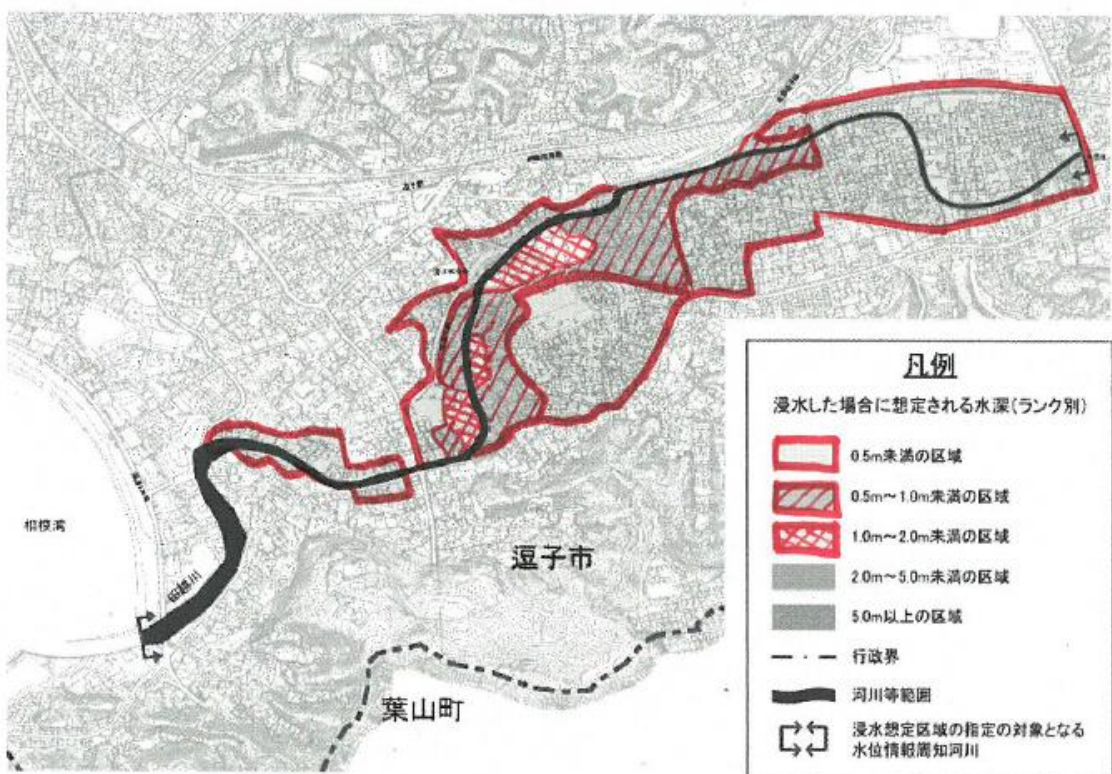 相模湾
田越川
逗子市
葉山町
凡例
浸水した場合に想定される水深(ランク別)
0.5m未満の区域
0.5m～1.0m未満の区域
1.0m～2.0m未満の区域
2.0m～5.0m未満の区域
5.0m以上の区域
行政界
河川等範囲
浸水想定区域の指定の対象となる
水位情報周知河川